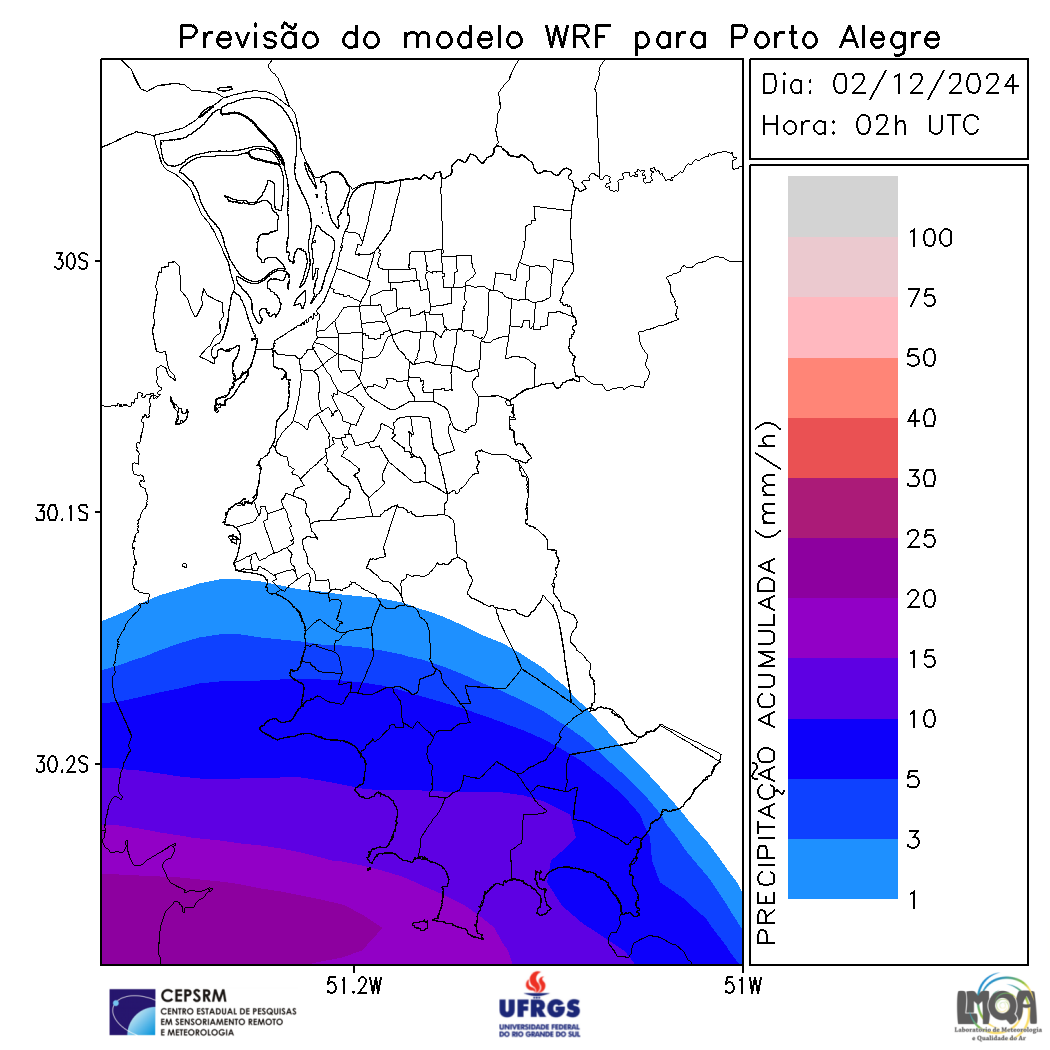 Previsão do modelo WRF para Porto Alegre
Dia: 02/12/2024
Hora: 02h UTC
30S
30.1S
30.2S
51.2W
51W
PRECIPITAÇÃO ACUMULADA (mm/h)
100
75
50
40
30
25
20
15
10
5
3
1
CEPSRM
CENTRO ESTADUAL DE PESQUISAS
EM SENSORIAMENTO REMOTO
E METEOROLOGIA
UFRGS
UNIVERSIDADE FEDERAL
DO RIO GRANDE DO SUL
LMQA
Laboratório de Meteorologia
e Qualidade do Ar